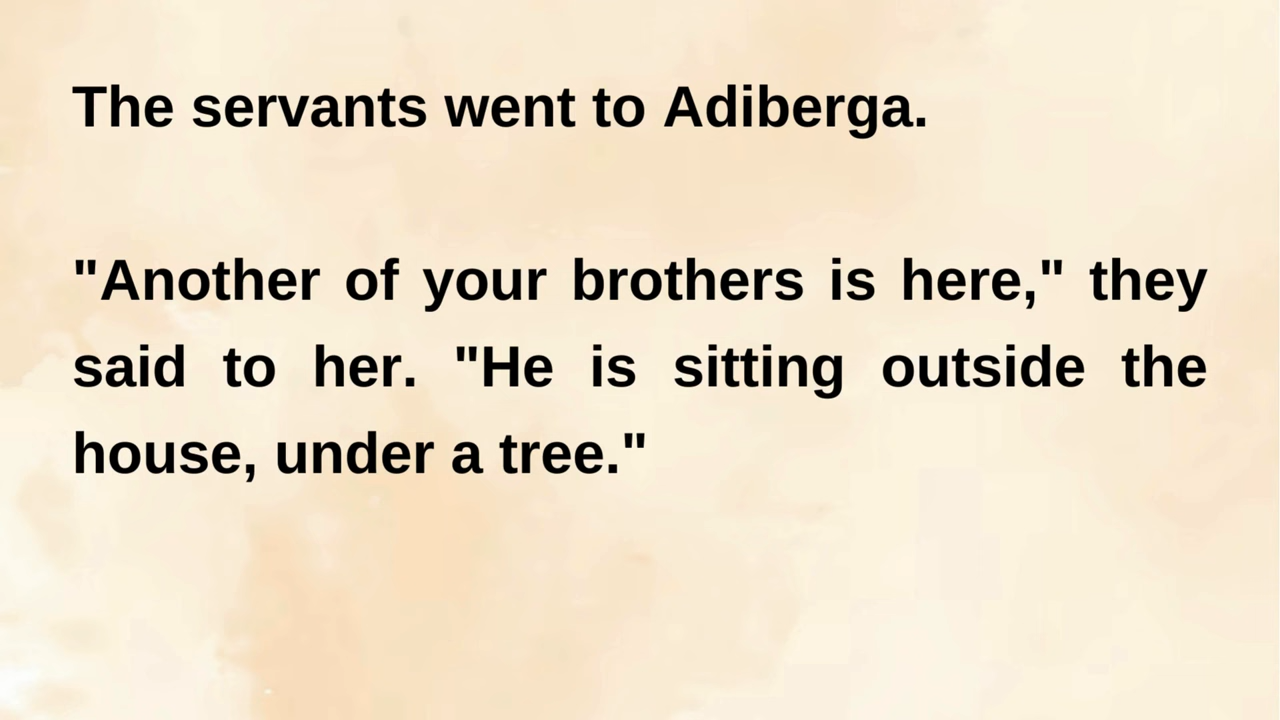 The servants went to Adiberga.
"Another of your brothers is here," they
said to her. "He is sitting outside the
house, under a tree."